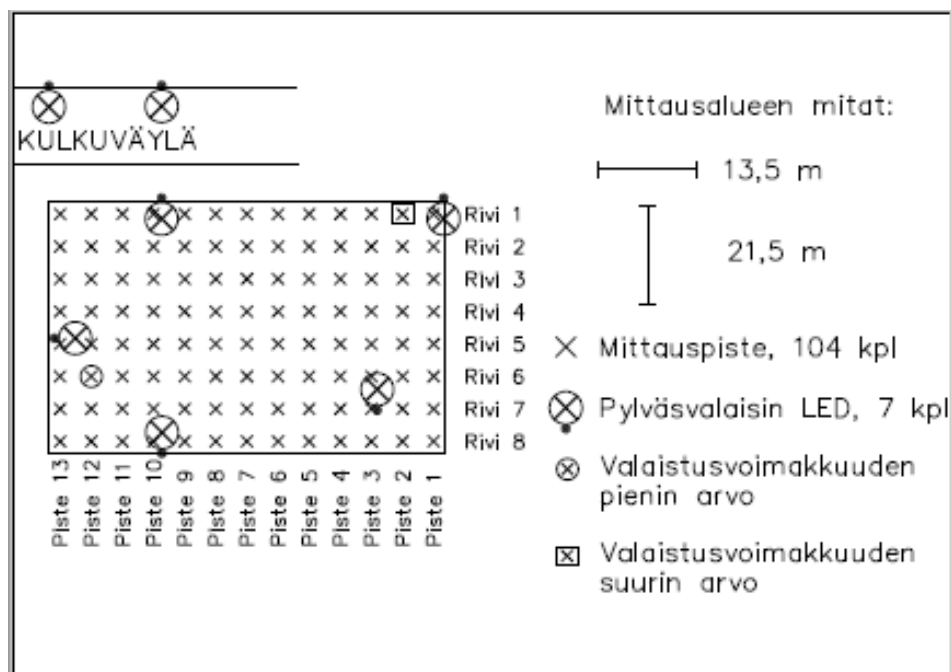 KULKUVÄYLÄ
Mittausalueen mitat:
13,5 m
21,5 m
Rivi 1
Rivi 2
Rivi 3
Rivi 4
Rivi 5
Rivi 6
Rivi 7
Rivi 8
Piste 13
Piste 12
Piste 11
Piste 10
Piste 9
Piste 8
Piste 7
Piste 6
Piste 5
Piste 4
Piste 3
Piste 2
Piste 1
Mittauspiste, 104 kpl
Pylväsvalaisin LED, 7 kpl
Valaistusvoimakkuuden
pienin arvo
Valaistusvoimakkuuden
suurin arvo